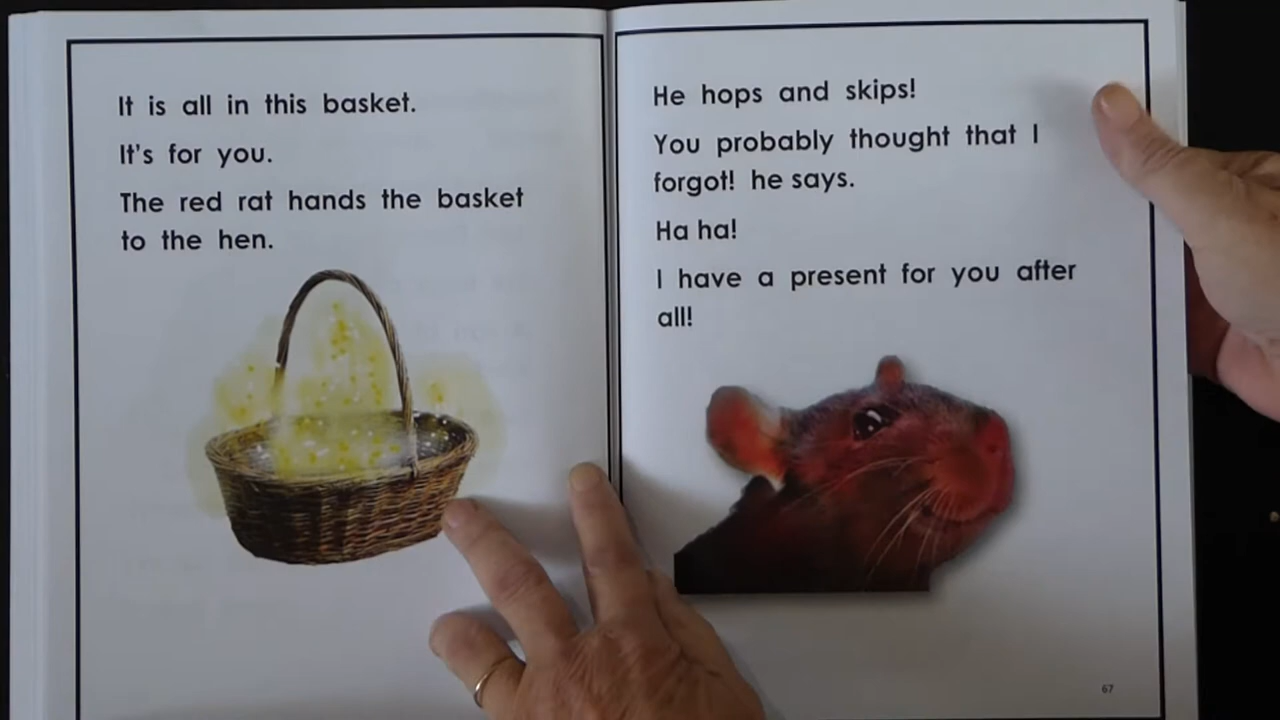 It is all in this basket.
It's for you.
The red rat hands the basket
to the hen.
He hops and skips!
You probably thought that I
forgot! he says.
Ha ha!
I have a present for you after
all!
67